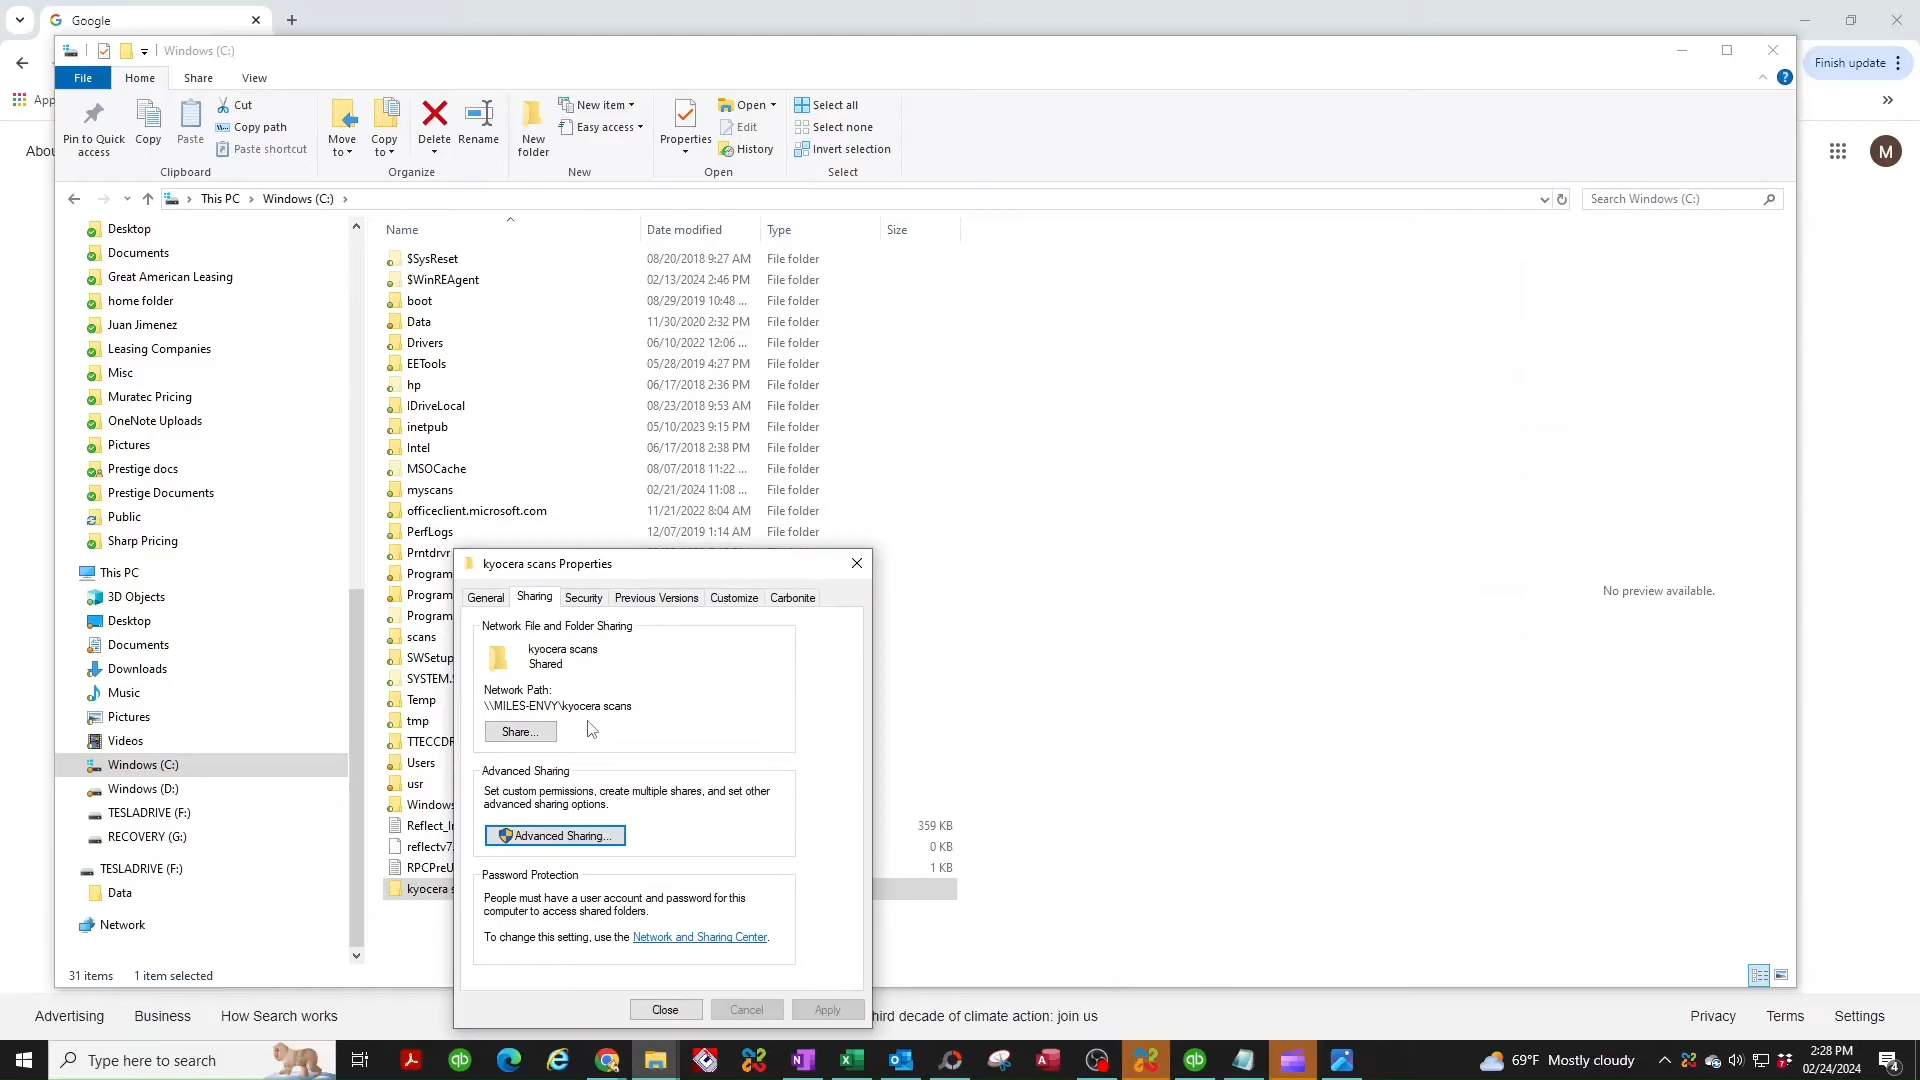 Google
Finish update
App
Abou
M
Windows (C:)
File
Home
Share
View
Pin to Quick
access
Copy
Paste
Cut
Copy path
Paste shortcut
Clipboard
Move
to
Copy
to
Delete
Rename
Organize
New
folder
New item
Easy access
New
Properties
Open
Edit
History
Open
Select all
Select none
Invert selection
Select
This PC
Windows (C:)
Search Windows (C:)
Desktop
Documents
Great American Leasing
home folder
Juan Jimenez
Leasing Companies
Misc
Muratec Pricing
OneNote Uploads
Pictures
Prestige docs
Prestige Documents
Public
Sharp Pricing
This PC
3D Objects
Desktop
Documents
Downloads
Music
Pictures
Videos
Windows (C:)
Windows (D:)
TESLADRIVE (F:)
RECOVERY (G:)
TESLADRIVE (F:)
Data
Network
Name Date modified Type Size
$SysReset 08/20/2018 9:27 AM File folder
$WinREAgent 02/13/2024 2:46 PM File folder
boot 08/29/2019 10:48 ... File folder
Data 11/30/2020 2:32 PM File folder
Drivers 06/10/2022 12:06 ... File folder
EETools 05/28/2019 4:27 PM File folder
hp 06/17/2018 2:36 PM File folder
IDriveLocal 08/23/2018 9:53 AM File folder
inetpub 05/10/2023 9:15 PM File folder
Intel 06/17/2018 2:38 PM File folder
MSOCache 08/07/2018 11:22 ... File folder
myscans 02/21/2024 11:08 ... File folder
officeclient.microsoft.com 11/21/2022 8:04 AM File folder
PerfLogs 12/07/2019 1:14 AM File folder
Prntdrvr
Program
Program
Program
scans
SWSetup
SYSTEM.
Temp
tmp
TTECCDR
Users
usr
Windows
Reflect_In 359 KB
reflectv7. 0 KB
RPCPreU 1 KB
kyocera s
No preview available.
kyocera scans Properties
General
Sharing
Security
Previous Versions
Customize
Carbonite
Network File and Folder Sharing
kyocera scans
Shared
Network Path:
\\MILES-ENVY\kyocera scans
Share...
Advanced Sharing
Set custom permissions, create multiple shares, and set other
advanced sharing options.
Advanced Sharing...
Password Protection
People must have a user account and password for this
computer to access shared folders.
To change this setting, use the Network and Sharing Center.
Close
Cancel
Apply
31 items
1 item selected
Advertising
Business
How Search works
hird decade of climate action: join us
Privacy
Terms
Settings
Type here to search
69°F Mostly cloudy
2:28 PM
02/24/2024
4